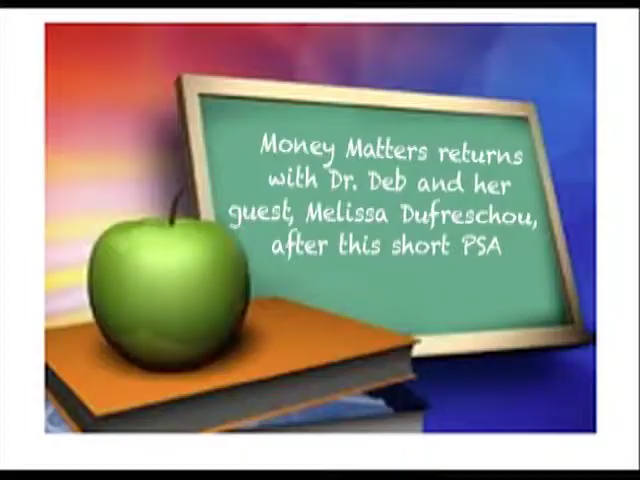 Money Matters returns
with Dr. Deb and her
guest, Melissa Dufreschou,
after this short PSA